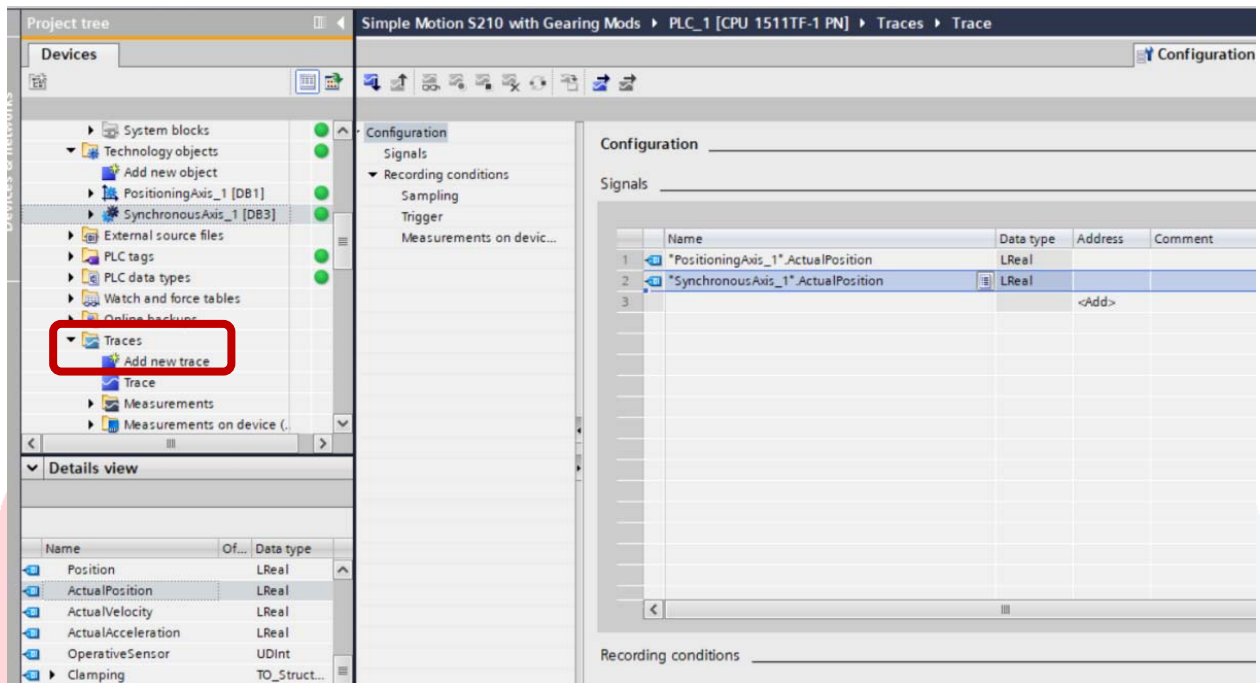 Project tree
Devices
Devices & networks
System blocks
Technology objects
Add new object
PositioningAxis_1 [DB1]
SynchronousAxis_1 [DB3]
External source files
PLC tags
PLC data types
Watch and force tables
Online backups
Traces
Add new trace
Trace
Measurements
Measurements on device (.
Details view
Name Of... Data type
Position LReal
ActualPosition LReal
ActualVelocity LReal
ActualAcceleration LReal
OperativeSensor UDInt
Clamping TO_Struct...
Simple Motion S210 with Gearing Mods PLC_1 [CPU 1511TF-1 PN] Traces Trace
Configuration
Configuration
Signals
Recording conditions
Sampling
Trigger
Measurements on devic...
Configuration
Signals
Name Data type Address Comment
1 "PositioningAxis_1".ActualPosition LReal
2 "SynchronousAxis_1".ActualPosition LReal
3 <Add>
Recording conditions